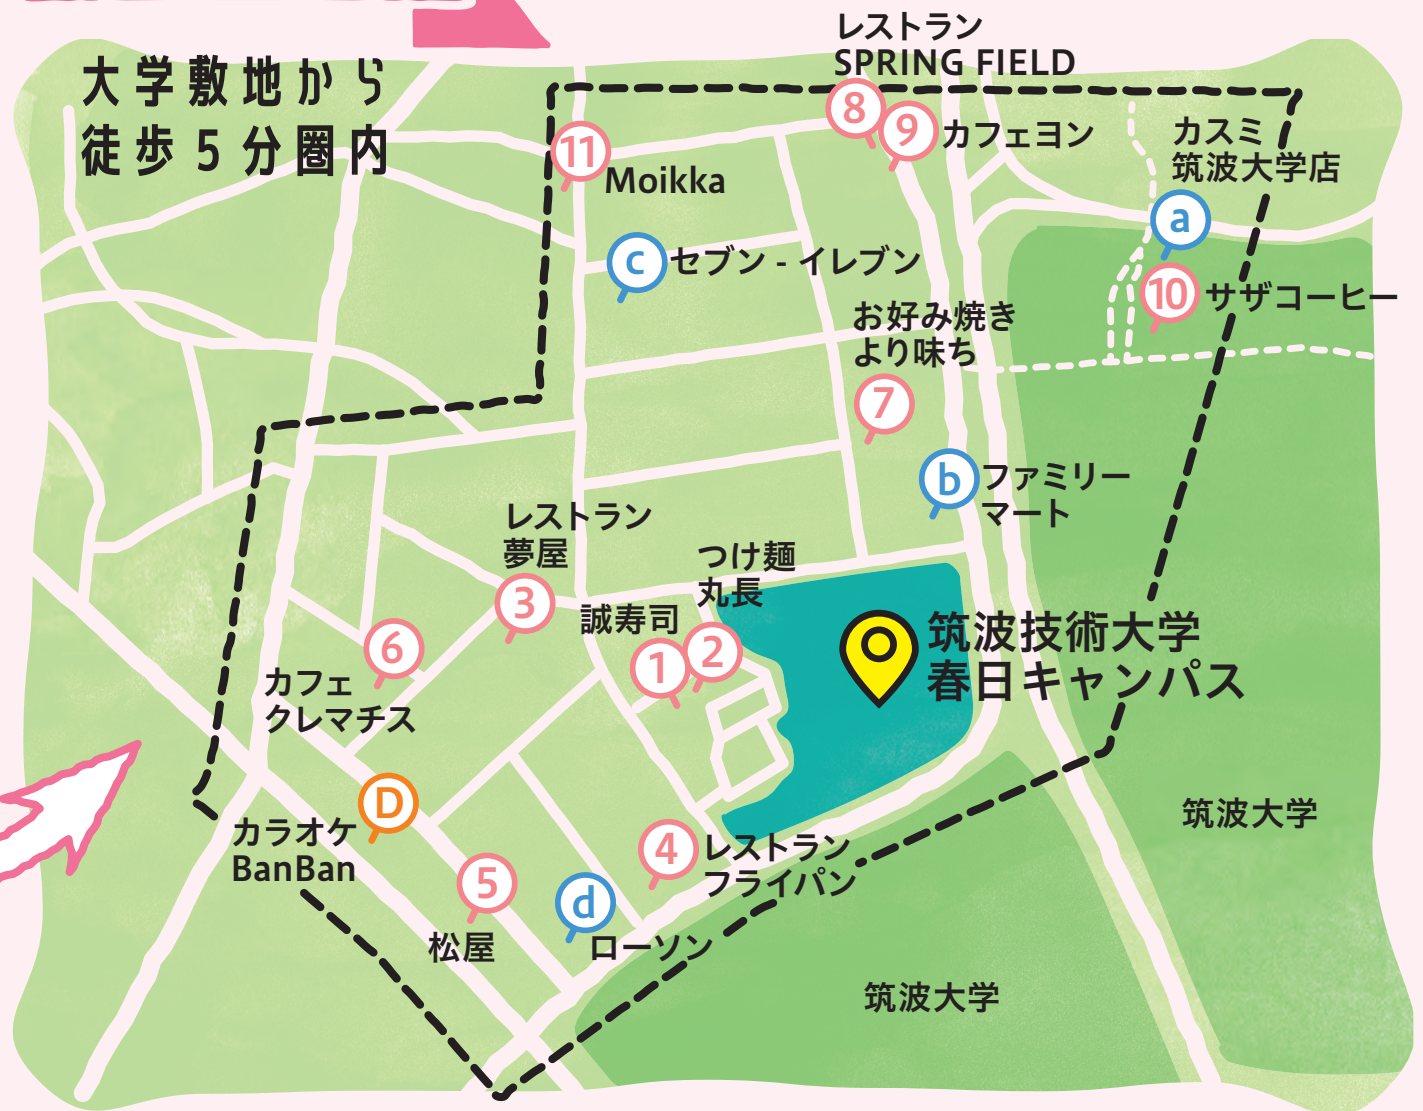 大学敷地から
徒歩5分圏内
レストラン
SPRING FIELD
8
9
カフェヨン
11
Moikka
カスミ
筑波大学店
a
c
セブン - イレブン
10
サザコーヒー
お好み焼き
より味ち
7
b
ファミリー
マート
レストラン
夢屋
3
つけ麺
丸長
誠寿司
1
2
筑波技術大学
春日キャンパス
6
カフェ
クレマチス
D
カラオケ
BanBan
4
レストラン
フライパン
5
松屋
d
ローソン
筑波大学
筑波大学